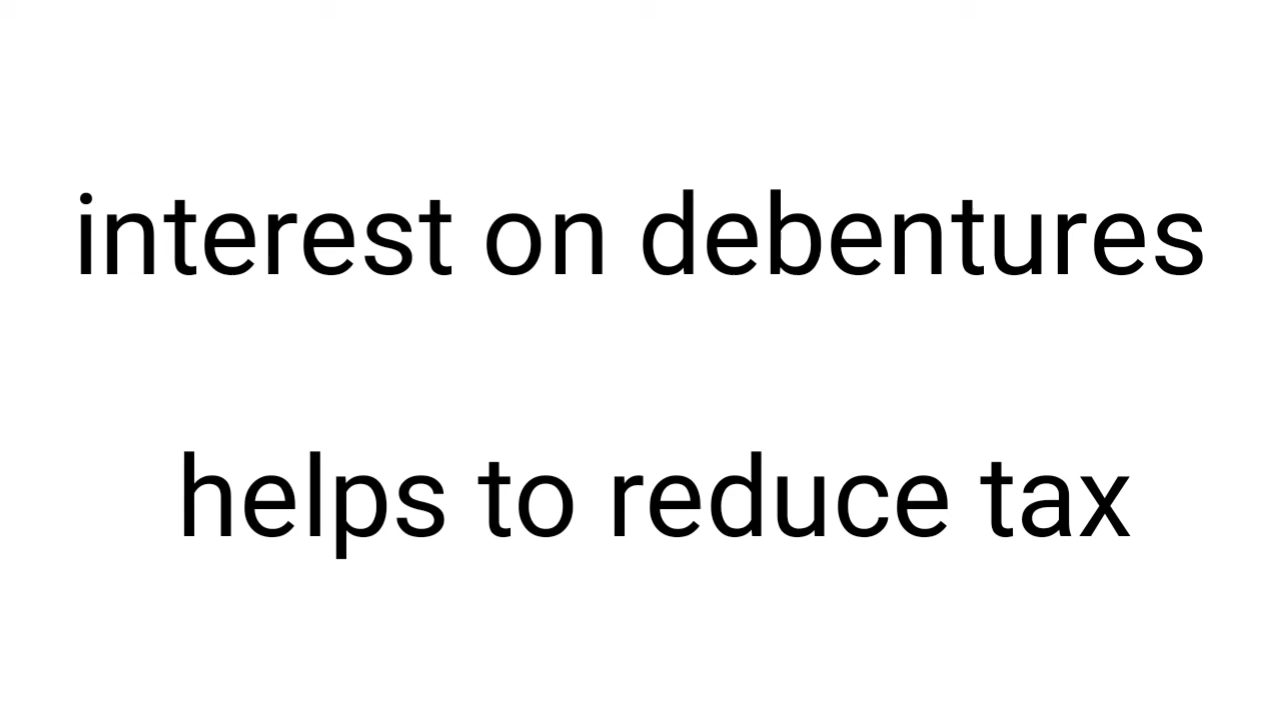 interest on debentures
helps to reduce tax